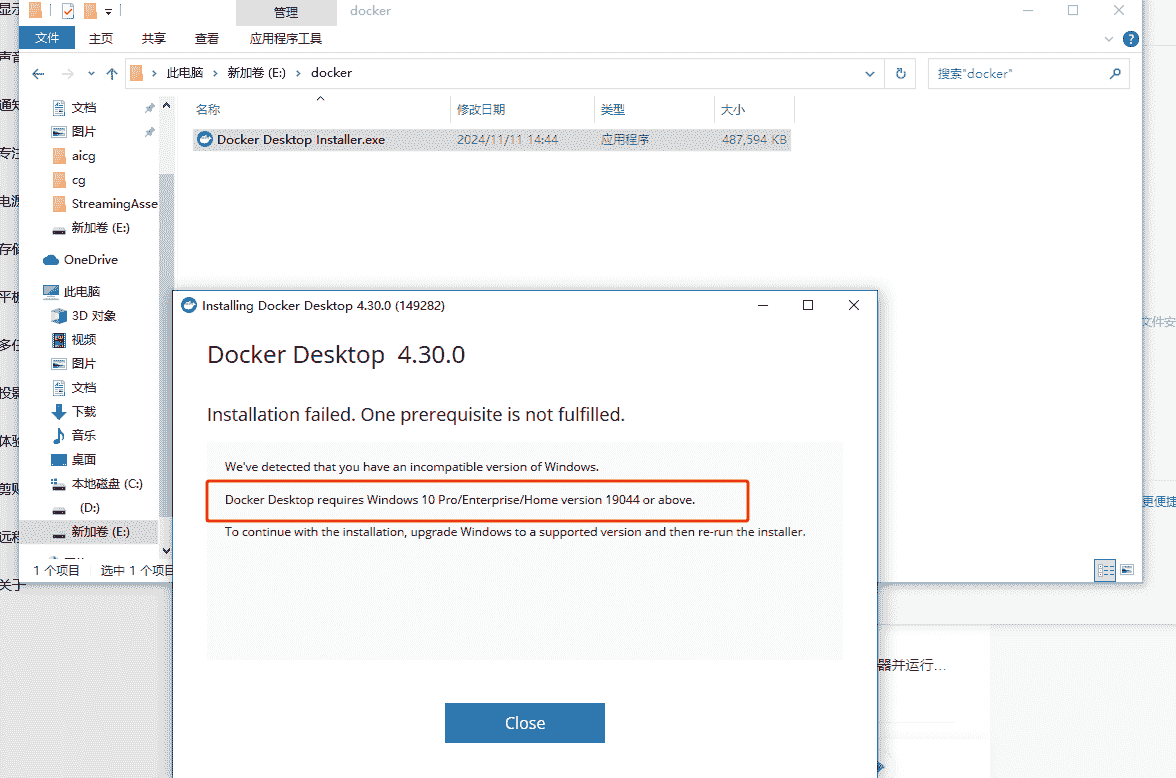 显示
管理
docker
文件
主页
共享
查看
应用程序工具
声音
此电脑 › 新加卷 (E:) › docker
搜索"docker"
通知
文档
图片
aicg
cg
StreamingAsse
新加卷 (E:)
OneDrive
此电脑
3D 对象
视频
图片
文档
下载
音乐
桌面
本地磁盘 (C:)
(D:)
新加卷 (E:)
名称
修改日期
类型
大小
Docker Desktop Installer.exe
2024/11/11 14:44
应用程序
487,594 KB
专注
电源
存储
平板
多任
投影
体验
剪贴
远程
关于
1 个项目
选中 1 个项目
Installing Docker Desktop 4.30.0 (149282)
Docker Desktop 4.30.0
Installation failed. One prerequisite is not fulfilled.
We've detected that you have an incompatible version of Windows.
Docker Desktop requires Windows 10 Pro/Enterprise/Home version 19044 or above.
To continue with the installation, upgrade Windows to a supported version and then re-run the installer.
Close
文件安
更便捷
器并运行...